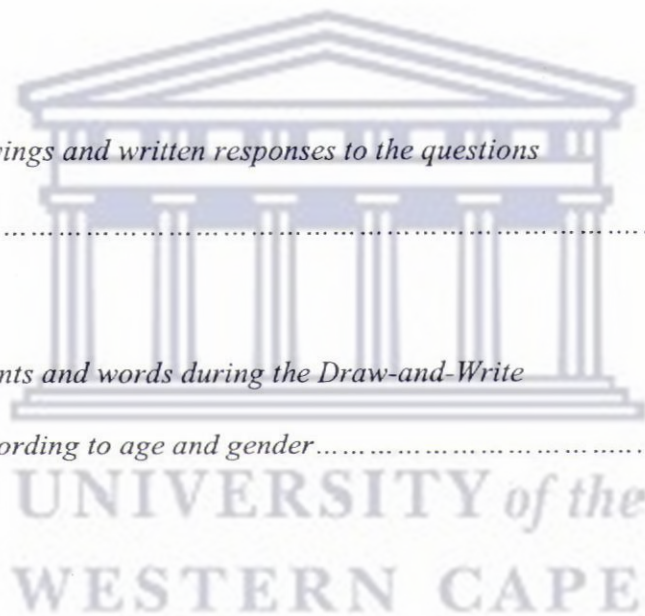 ings and written responses to the questions
……………………………………………………………
nts and words during the Draw-and-Write
ording to age and gender……………………………
UNIVERSITY of the
WESTERN CAPE